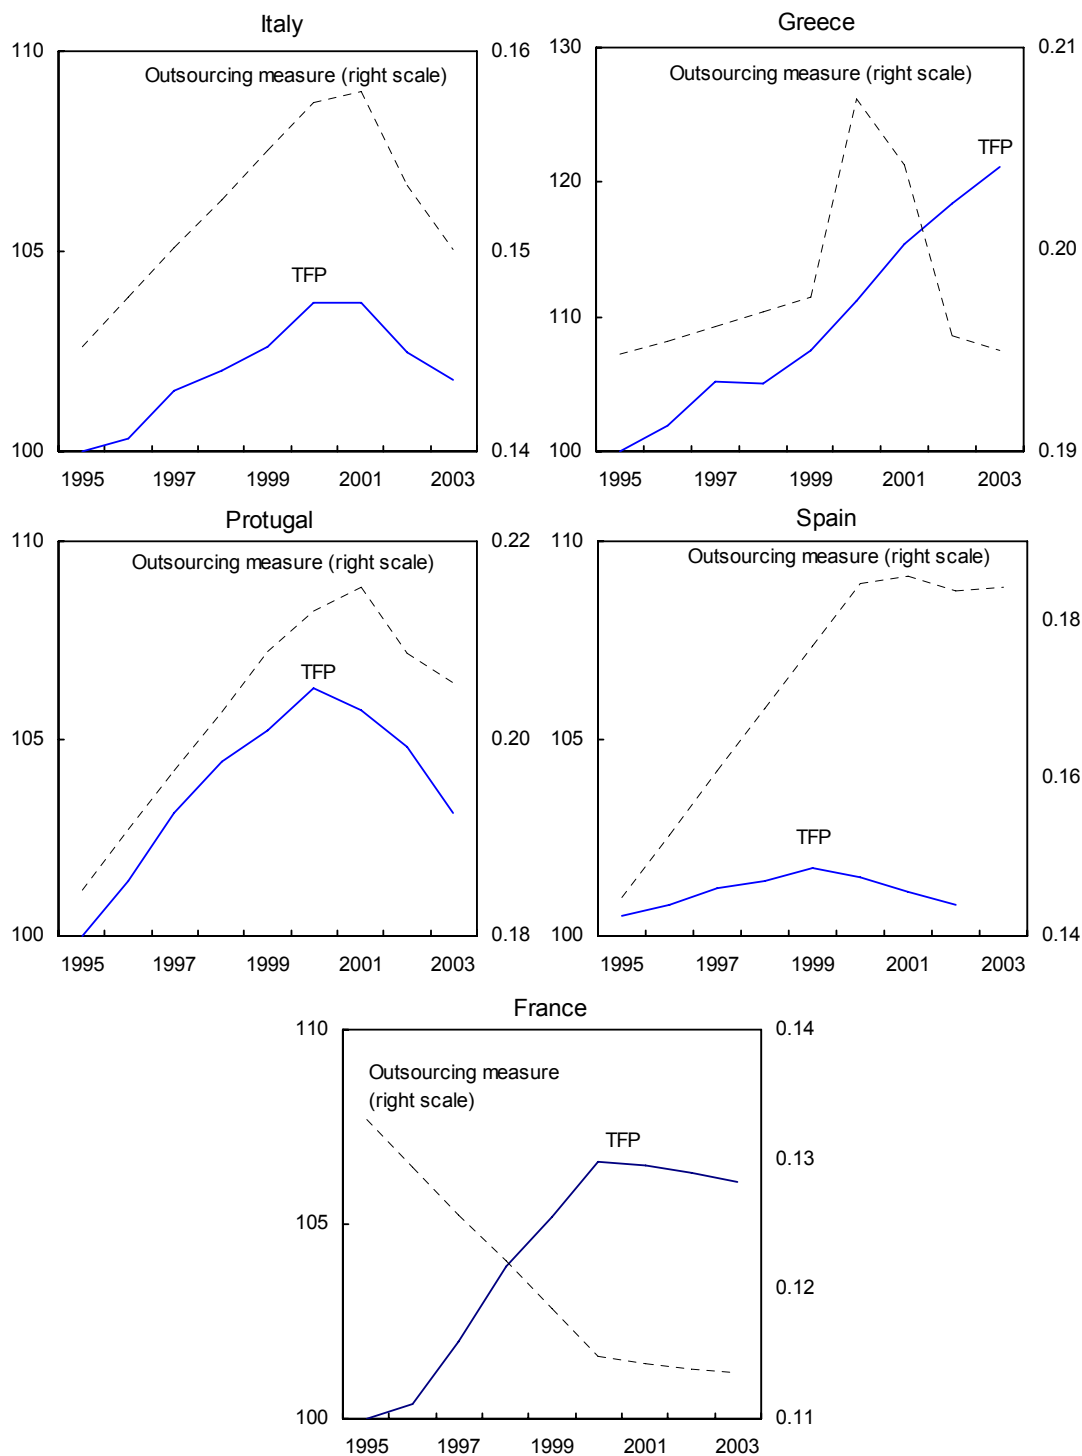 Italy
110
0.16
Outsourcing measure (right scale)
105
0.15
TFP
100
0.14
1995 1997 1999 2001 2003
Greece
130
0.21
Outsourcing measure (right scale)
TFP
120
0.20
110
100
0.19
1995 1997 1999 2001 2003
Protugal
110
0.22
Outsourcing measure (right scale)
TFP
105
0.20
100
0.18
1995 1997 1999 2001 2003
Spain
110
Outsourcing measure (right scale)
0.18
105
0.16
TFP
100
0.14
1995 1997 1999 2001 2003
France
110
0.14
Outsourcing measure
(right scale)
TFP
0.13
105
0.12
100
0.11
1995 1997 1999 2001 2003